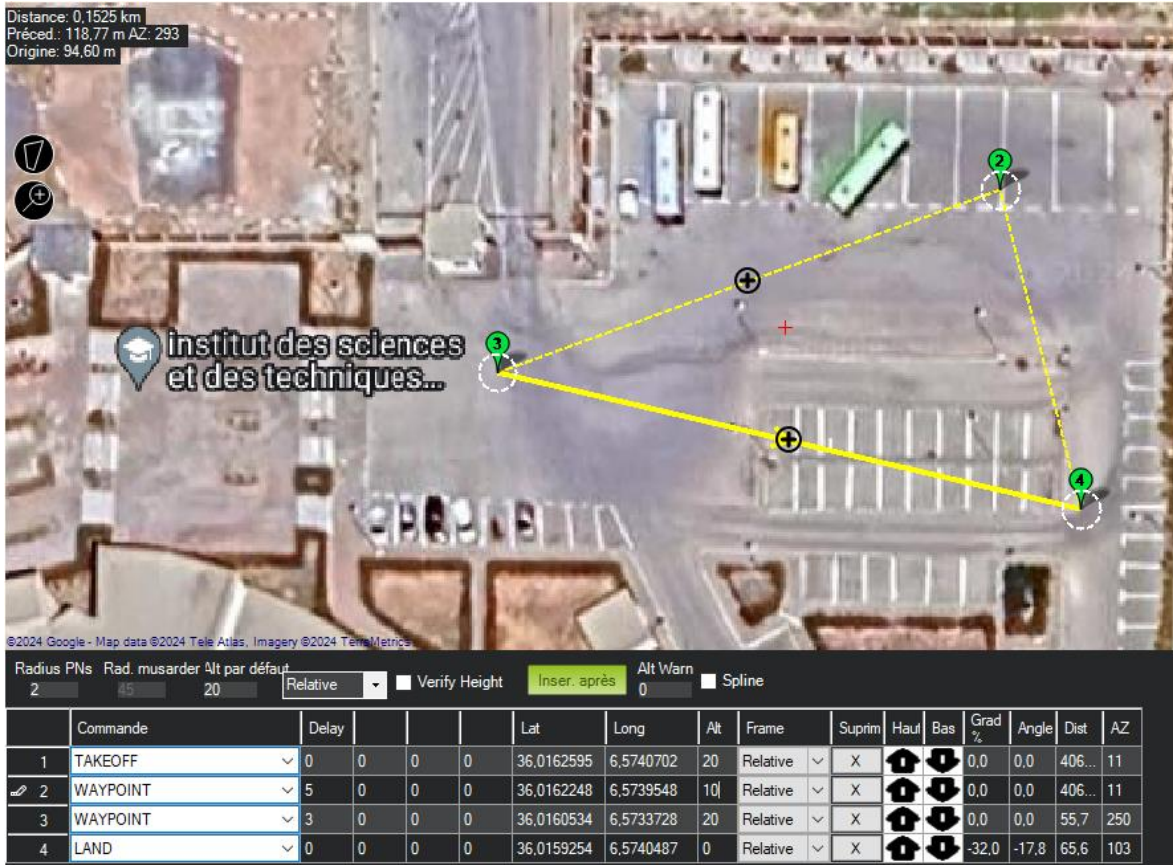 Distance: 0,1525 km
Préced.: 118,77 m AZ: 293
Origine: 94,60 m
2
3
institut des sciences
et des techniques...
4
©2024 Google - Map data ©2024 Tele Atlas, Imagery ©2024 TerraMetrics
Radius PNs Rad. musarder Alt par défaut Alt Warn
2 45 20 Relative Verify Height Inser. après 0 Spline
Commande Delay Lat Long Alt Frame Suprim Haut Bas Grad % Angle Dist AZ
1 TAKEOFF 0 0 0 0 36,0162595 6,5740702 20 Relative X 0,0 0,0 406... 11
2 WAYPOINT 5 0 0 0 36,0162248 6,5739548 10 Relative X 0,0 0,0 406... 11
3 WAYPOINT 3 0 0 0 36,0160534 6,5733728 20 Relative X 0,0 0,0 55,7 250
4 LAND 0 0 0 0 36,0159254 6,5740487 0 Relative X -32,0 -17,8 65,6 103